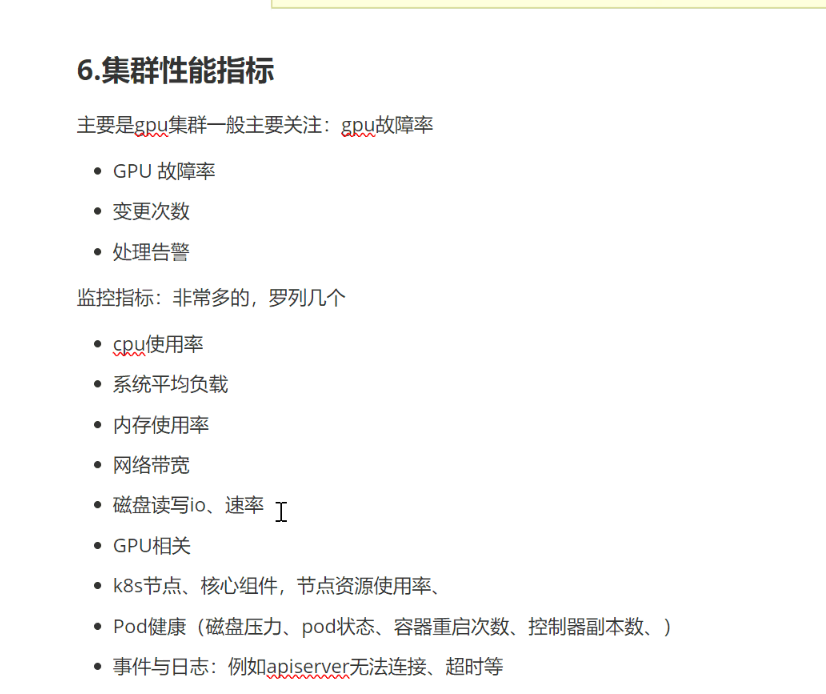 6.集群性能指标
主要是gpu集群一般主要关注：gpu故障率
GPU 故障率
变更次数
处理告警
监控指标：非常多的，罗列几个
cpu使用率
系统平均负载
内存使用率
网络带宽
磁盘读写io、速率
GPU相关
k8s节点、核心组件，节点资源使用率、
Pod健康（磁盘压力、pod状态、容器重启次数、控制器副本数、）
事件与日志：例如apiserver无法连接、超时等